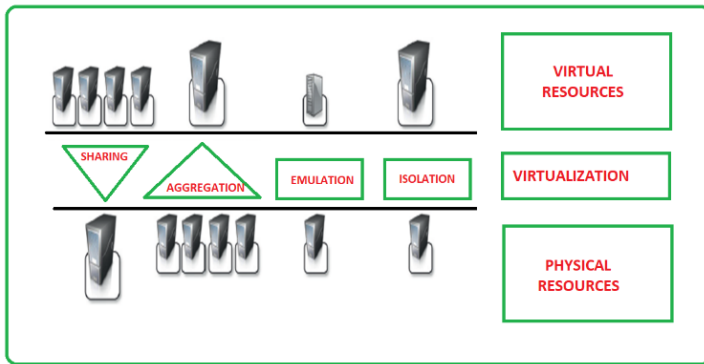 VIRTUAL
RESOURCES
SHARING
AGGREGATION
EMULATION
ISOLATION
VIRTUALIZATION
PHYSICAL
RESOURCES